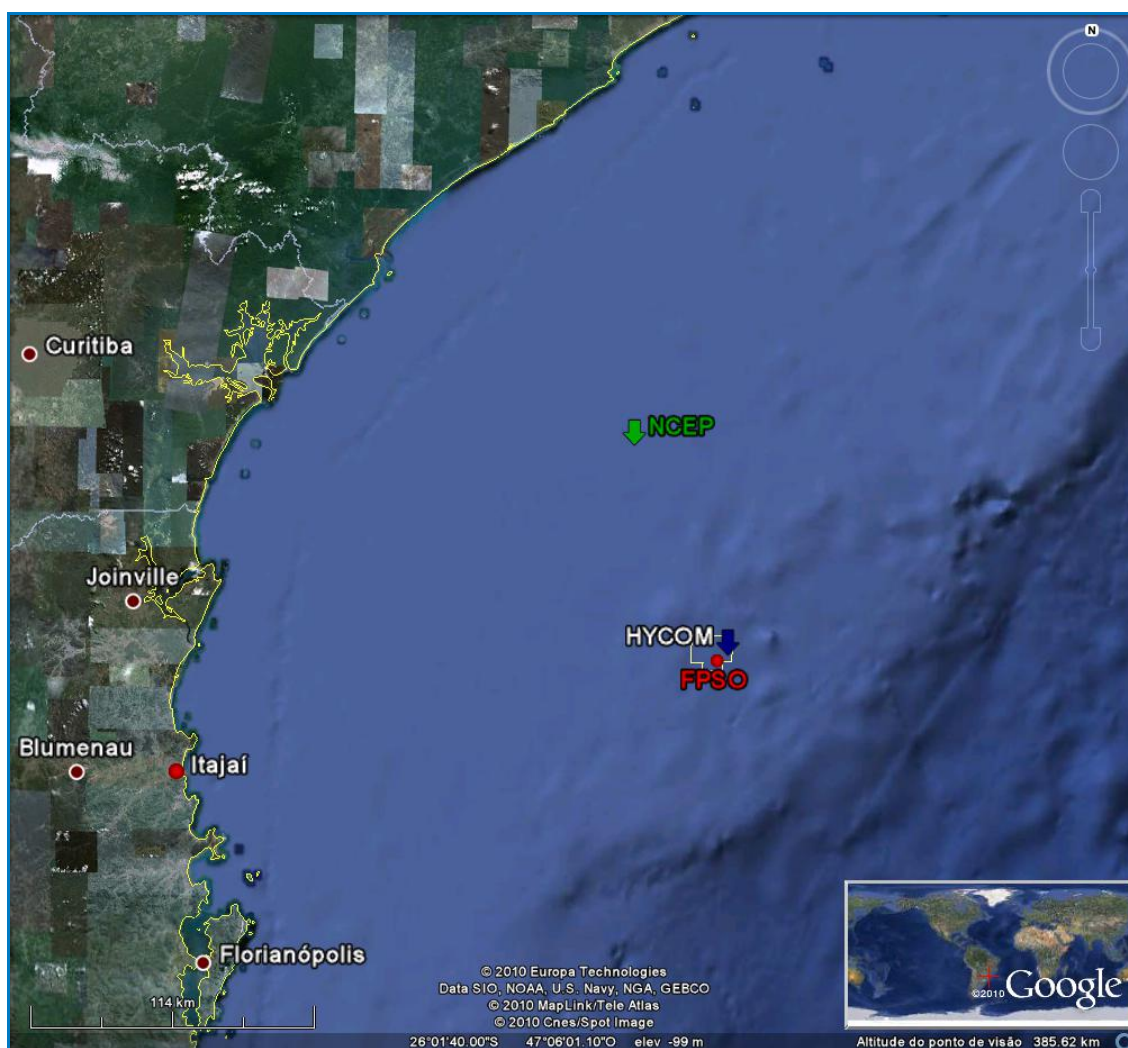 N
Curitiba
NCEP
Joinville
HYCOM
FPSO
Blumenau
Itajaí
Florianópolis
114 km
© 2010 Europa Technologies
Data SIO, NOAA, U.S. Navy, NGA, GEBCO
© 2010 MapLink/Tele Atlas
© 2010 Cnes/Spot Image
©2010 Google
26°01'40.00"S 47°06'01.10"O elev -99 m Altitude do ponto de visão 385.62 km